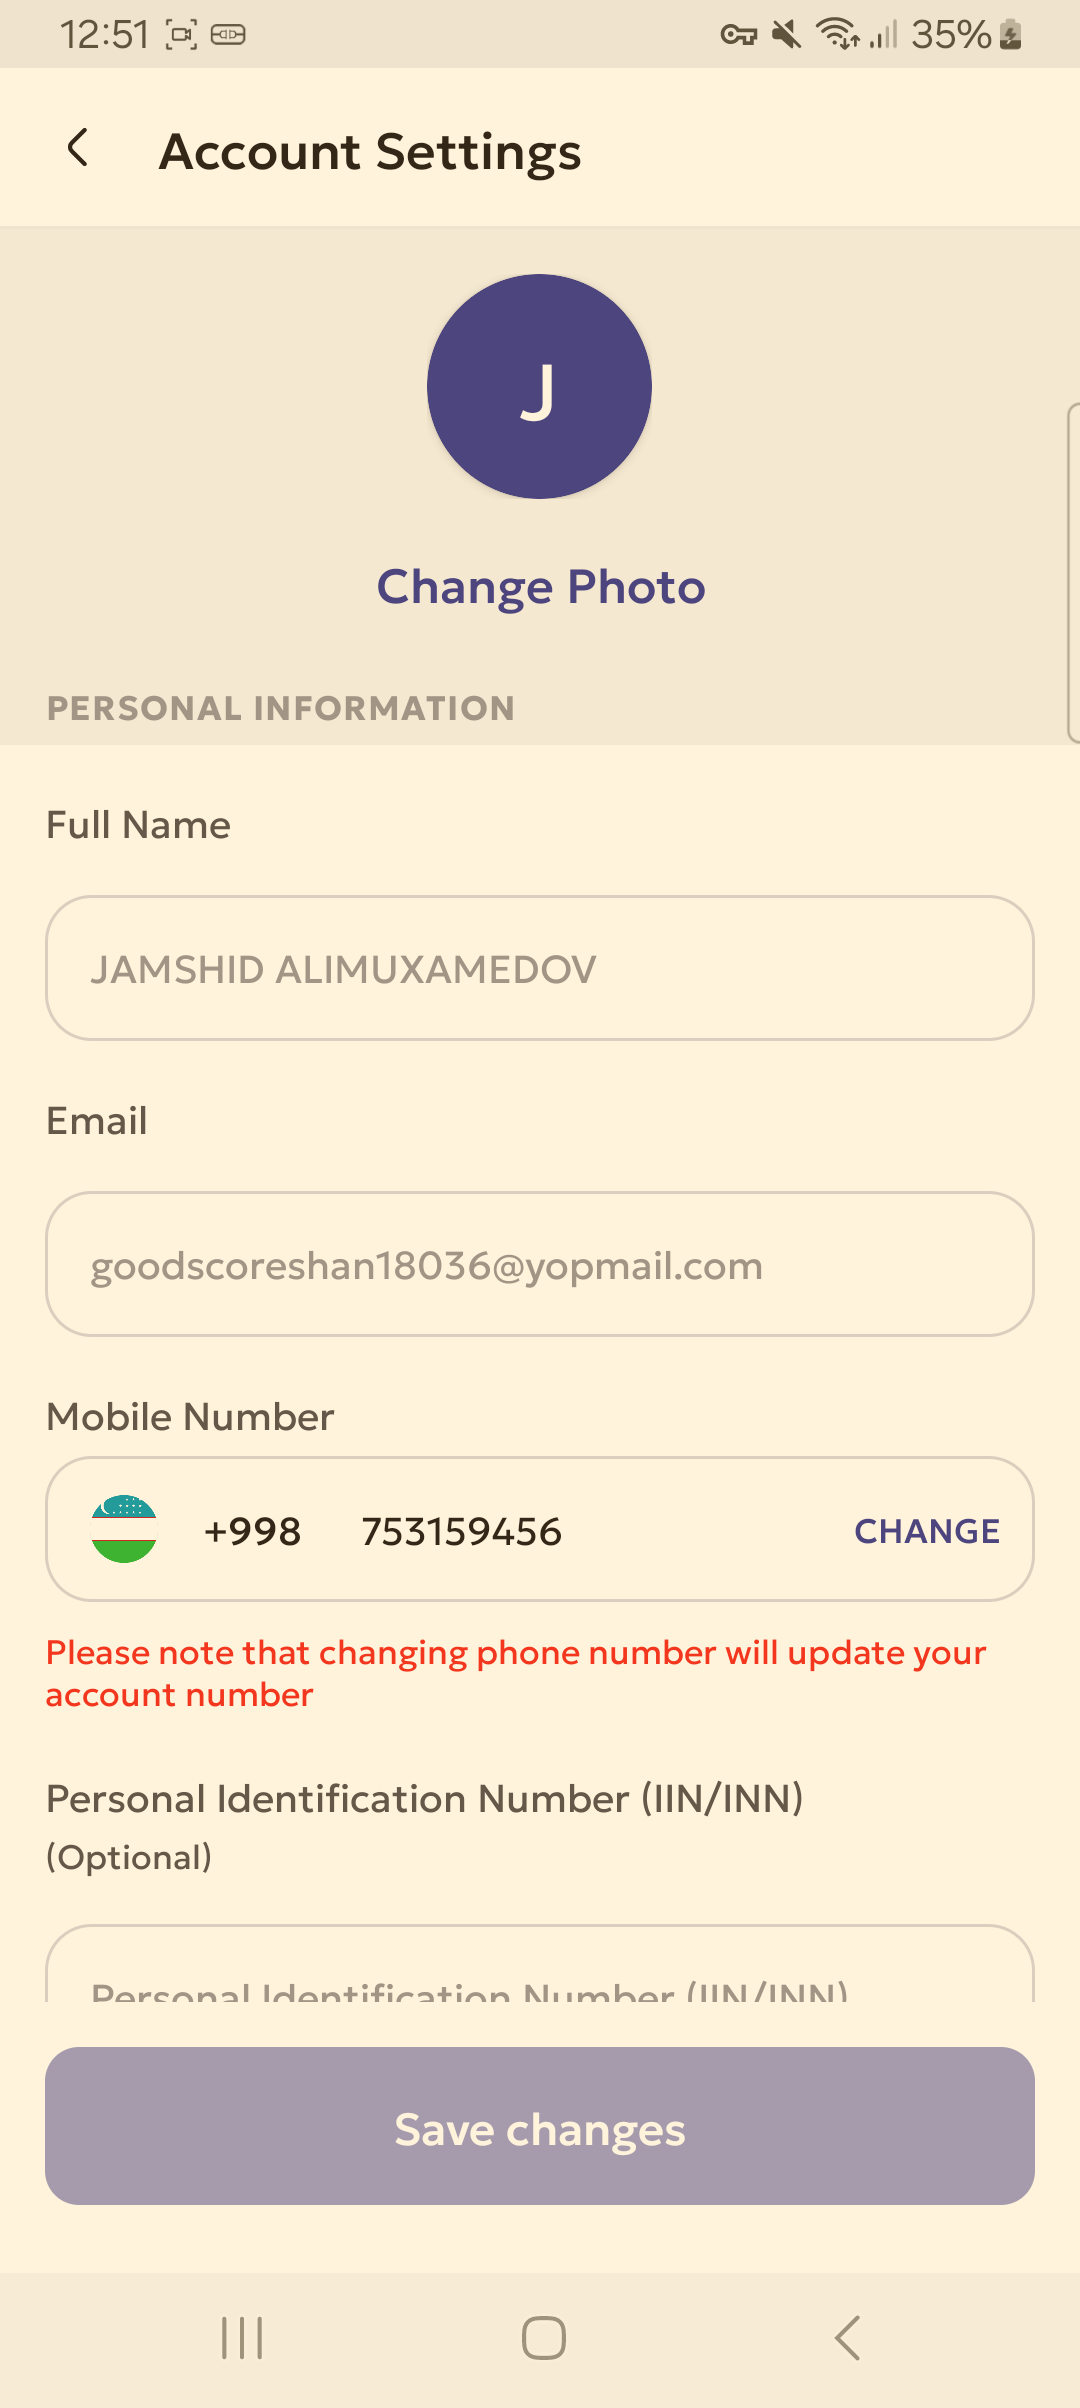 12:51
35%
Account Settings
J
Change Photo
PERSONAL INFORMATION
Full Name
JAMSHID ALIMUXAMEDOV
Email
goodscoreshan18036@yopmail.com
Mobile Number
+998 753159456 CHANGE
Please note that changing phone number will update your
account number
Personal Identification Number (IIN/INN)
(Optional)
Personal Identification Number (IIN/INN)
Save changes